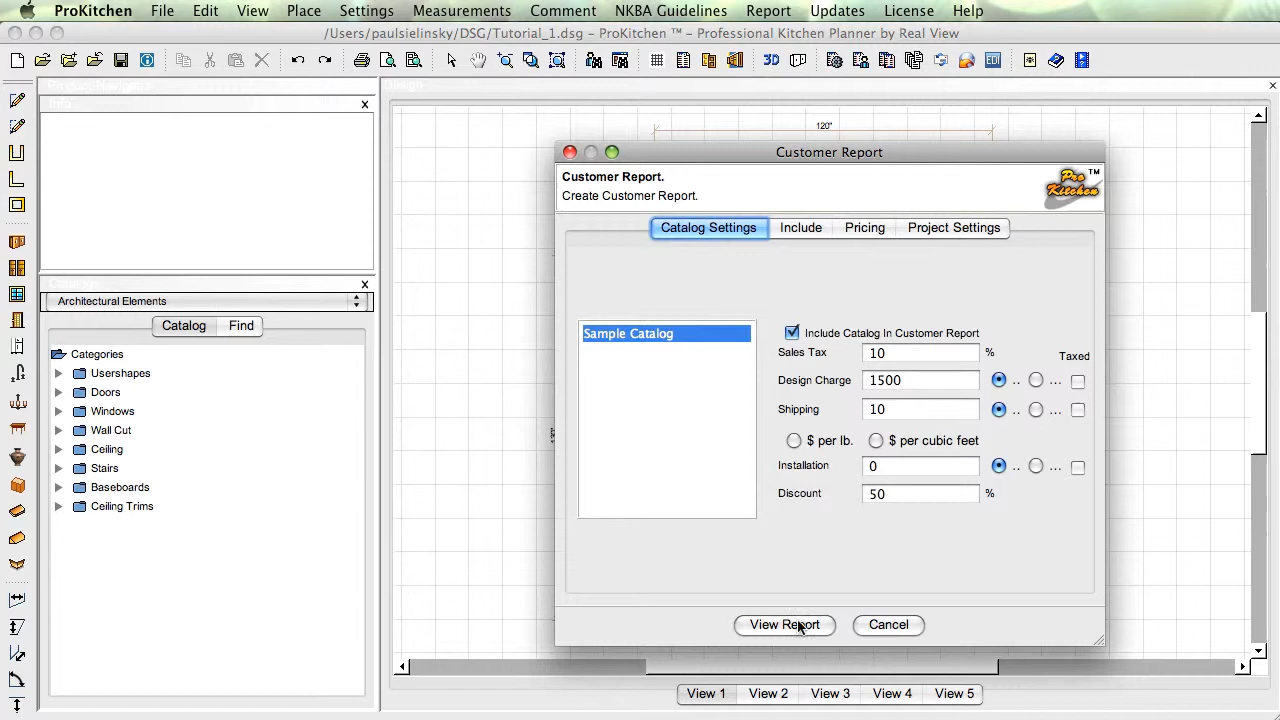 ProKitchen File Edit View Place Settings Measurements Comment NKBA Guidelines Report Updates License Help
/Users/paulsielinsky/DSG/Tutorial_1.dsg - ProKitchen ™ - Professional Kitchen Planner by Real View
3D EDI
Info
Design
120"
Customer Report
Customer Report.
Create Customer Report.
Pro Kitchen ™
Catalog Settings Include Pricing Project Settings
Architectural Elements
Catalog Find
Categories
Usershapes
Doors
Windows
Wall Cut
Ceiling
Stairs
Baseboards
Ceiling Trims
Sample Catalog
Include Catalog In Customer Report
Sales Tax 10 %
Taxed
Design Charge 1500 .. ...
Shipping 10 .. ...
$ per lb. $ per cubic feet
Installation 0 .. ...
Discount 50 %
View Report Cancel
View 1 View 2 View 3 View 4 View 5